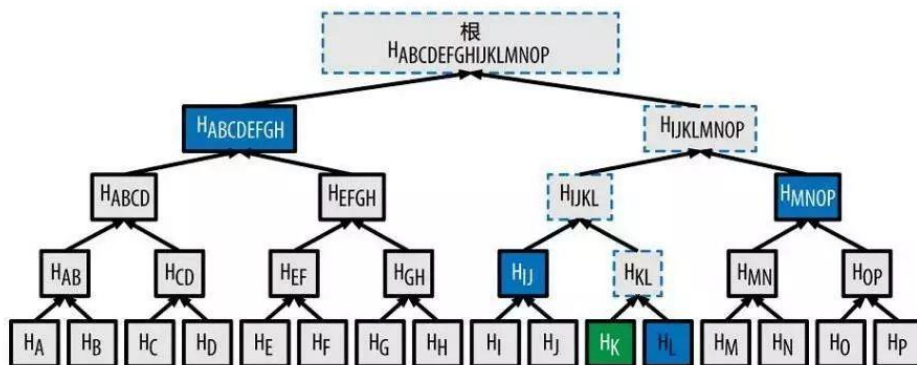 根
HABCDEFGHIJKLMNOP
HABCDEFGH HIJKLMNOP
HABCD HEFGH HIJKL HMNOP
HAB HCD HEF HGH HIJ HKL HMN HOP
HA HB HC HD HE HF HG HH HI HJ HK HL HM HN HO HP